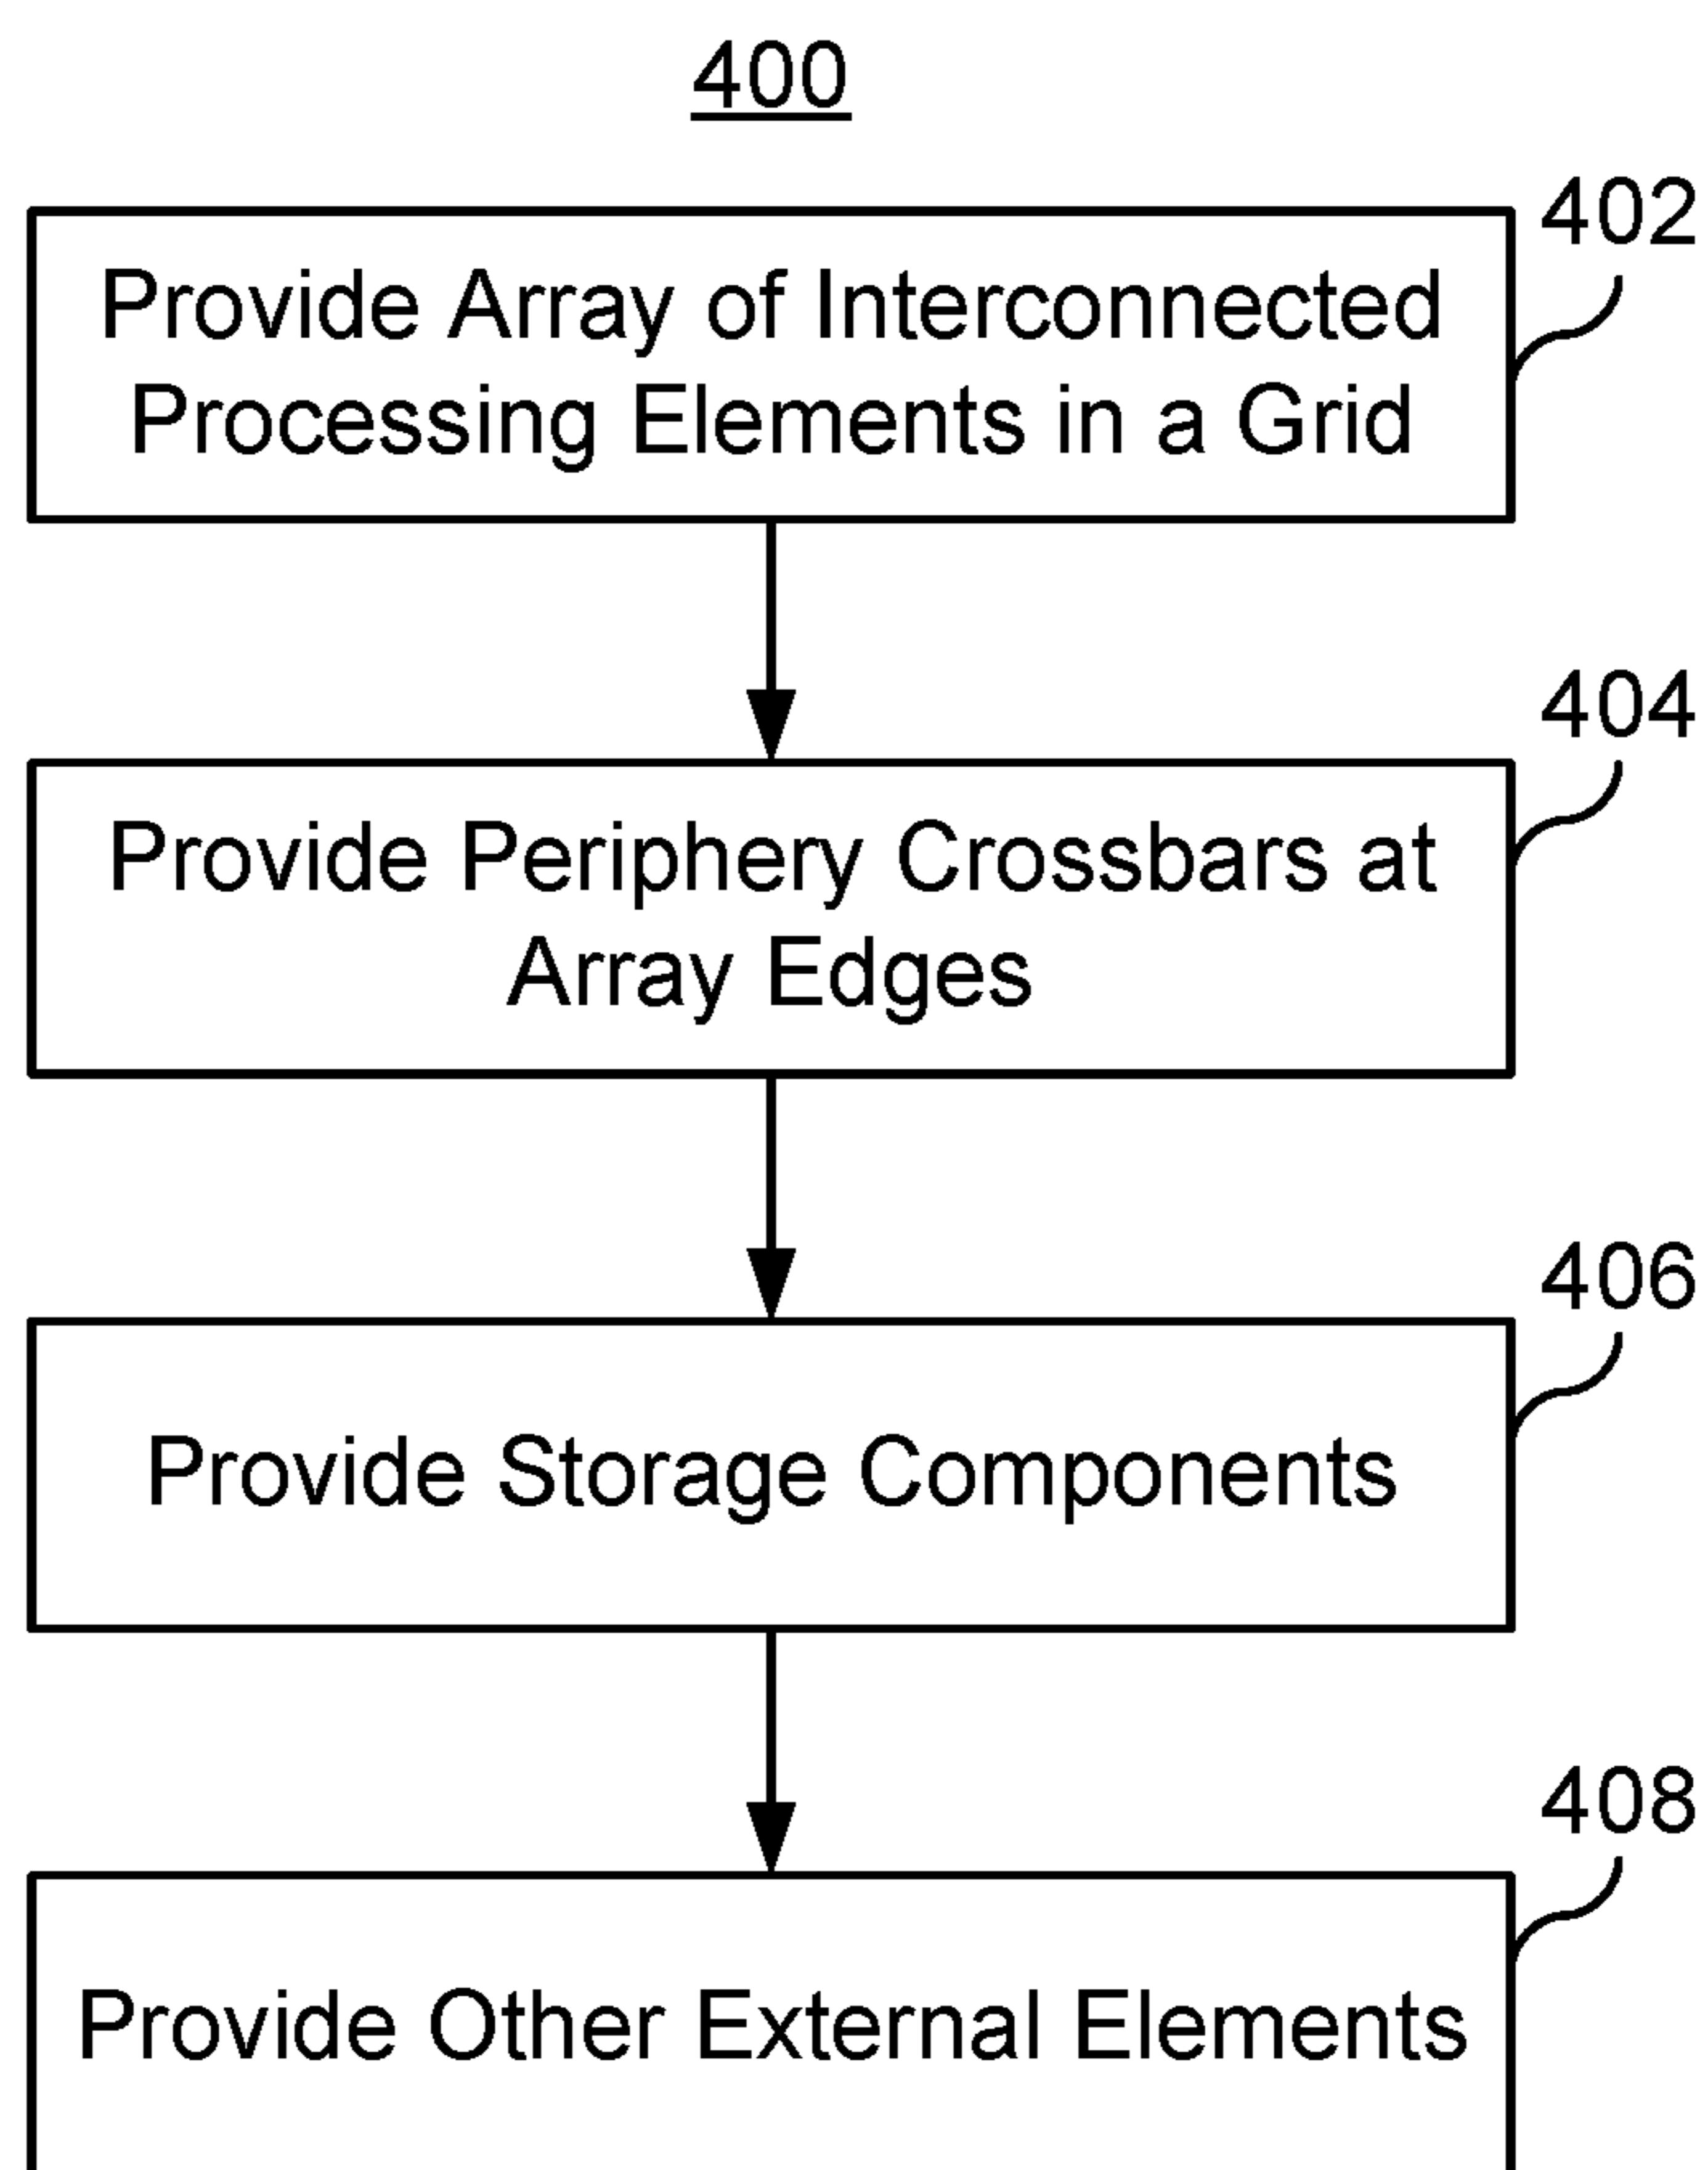 400
402
Provide Array of Interconnected
Processing Elements in a Grid
404
Provide Periphery Crossbars at
Array Edges
406
Provide Storage Components
408
Provide Other External Elements